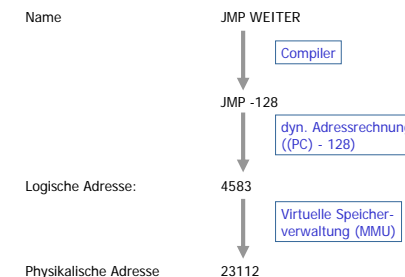 Name JMP WEITER
Compiler
JMP -128
dyn. Adressrechnung
((PC) - 128)
Logische Adresse: 4583
Virtuelle Speicher-
verwaltung (MMU)
Physikalische Adresse 23112